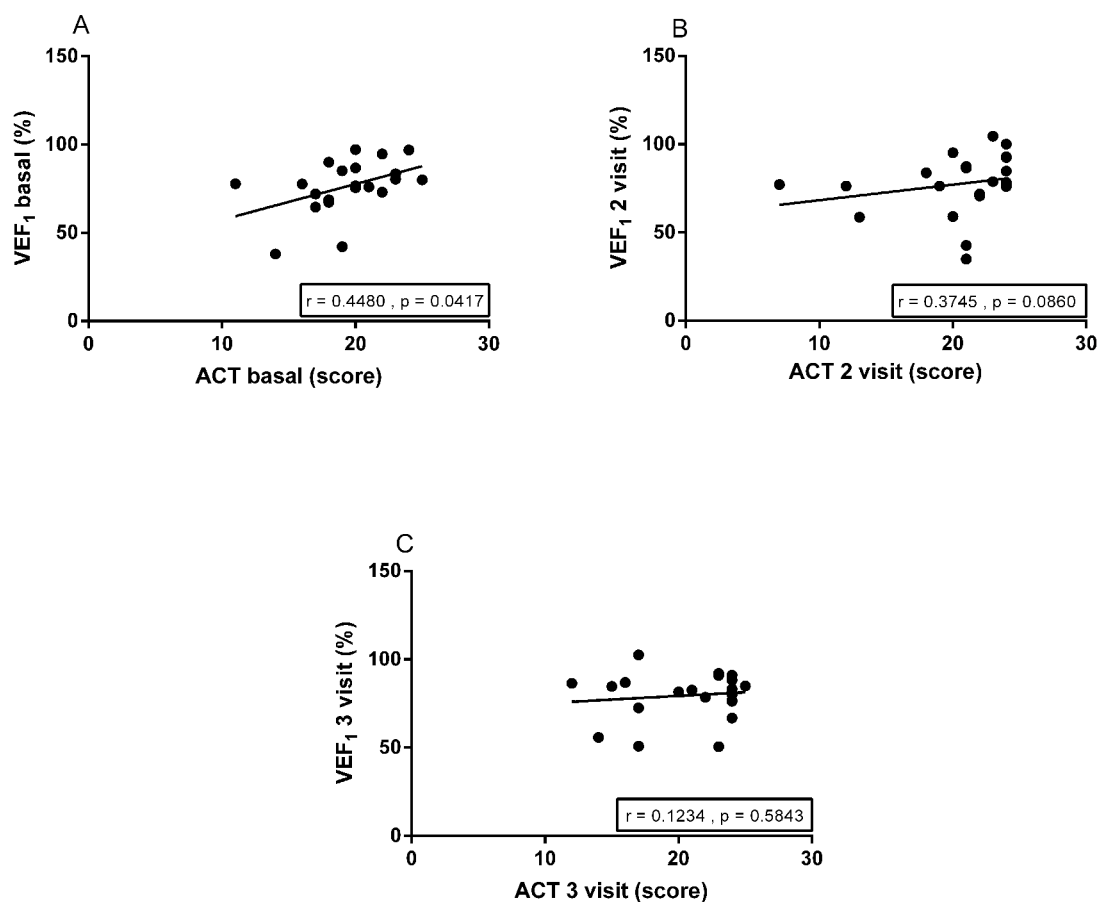 A
VEF₁ basal (%)
150
100
50
0
0 10 20 30
r = 0.4480 , p = 0.0417
ACT basal (score)
B
VEF₁ 2 visit (%)
150
100
50
0
0 10 20 30
r = 0.3745 , p = 0.0860
ACT 2 visit (score)
C
VEF₁ 3 visit (%)
150
100
50
0
0 10 20 30
r = 0.1234 , p = 0.5843
ACT 3 visit (score)